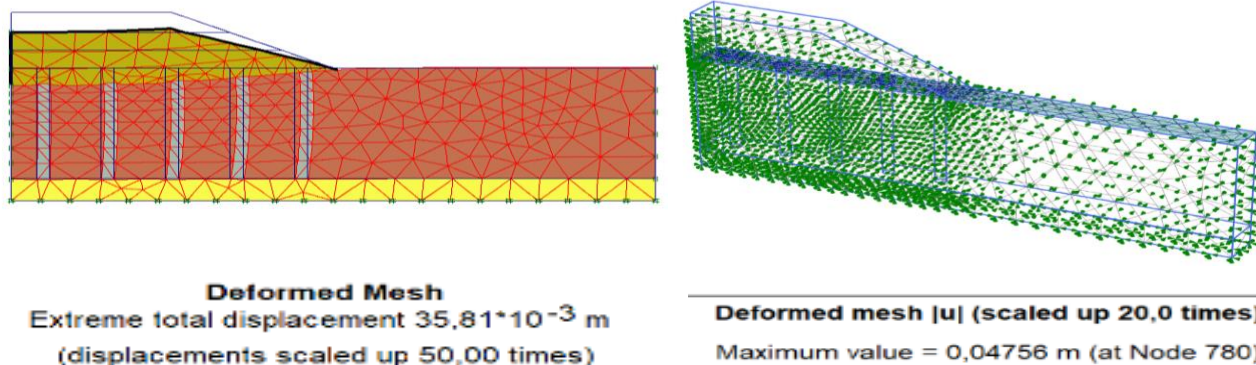 Deformed Mesh
Extreme total displacement 35,81*10⁻³ m
(displacements scaled up 50,00 times)
Deformed mesh |u| (scaled up 20,0 times)
Maximum value = 0,04756 m (at Node 780)